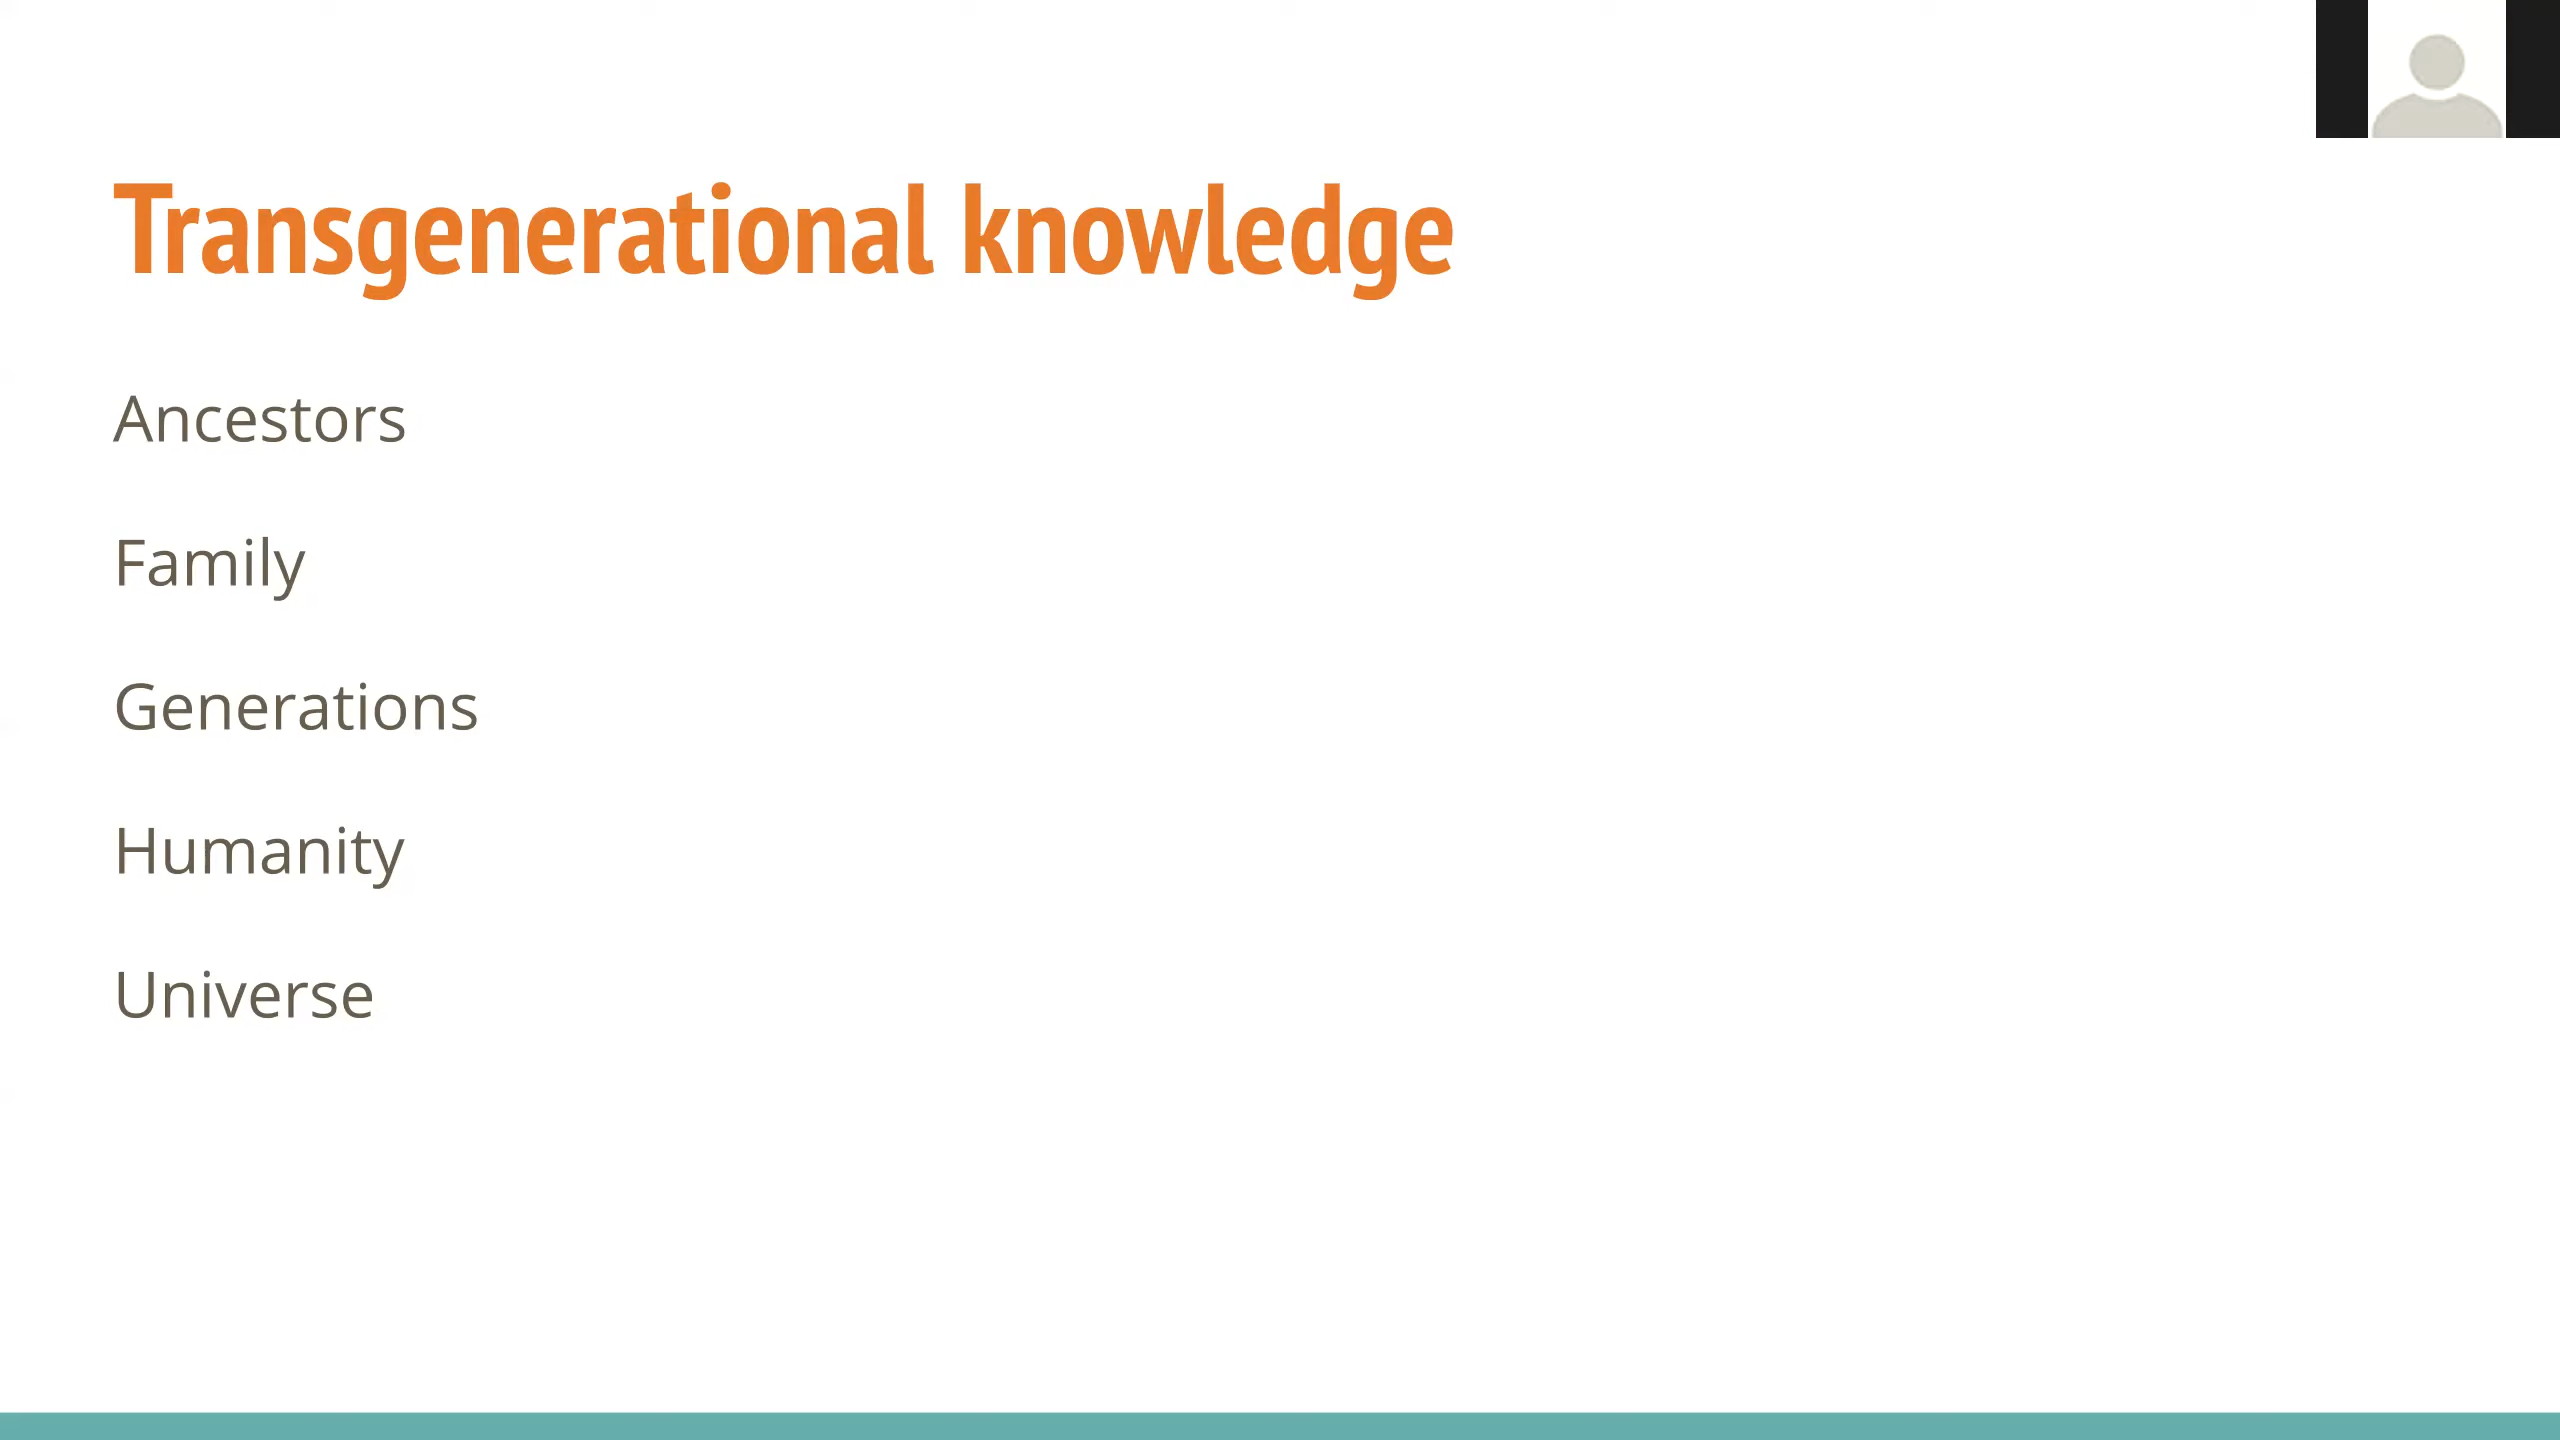 Transgenerational knowledge
Ancestors
Family
Generations
Humanity
Universe